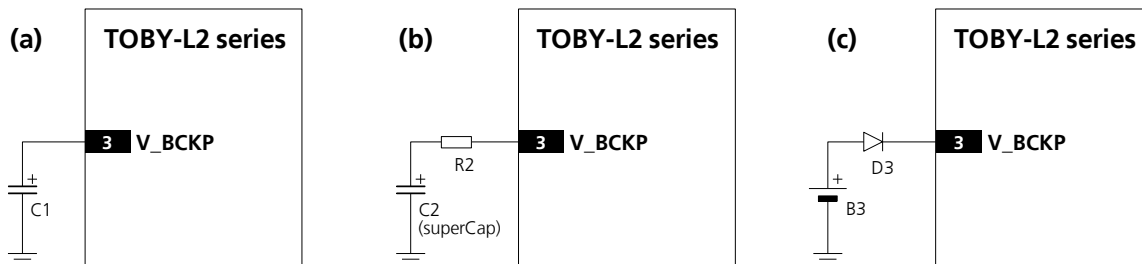 (a) TOBY-L2 series
3 V_BCKP
+
C1
(b) TOBY-L2 series
3 V_BCKP
R2
+
C2
(superCap)
(c) TOBY-L2 series
3 V_BCKP
D3
+
B3